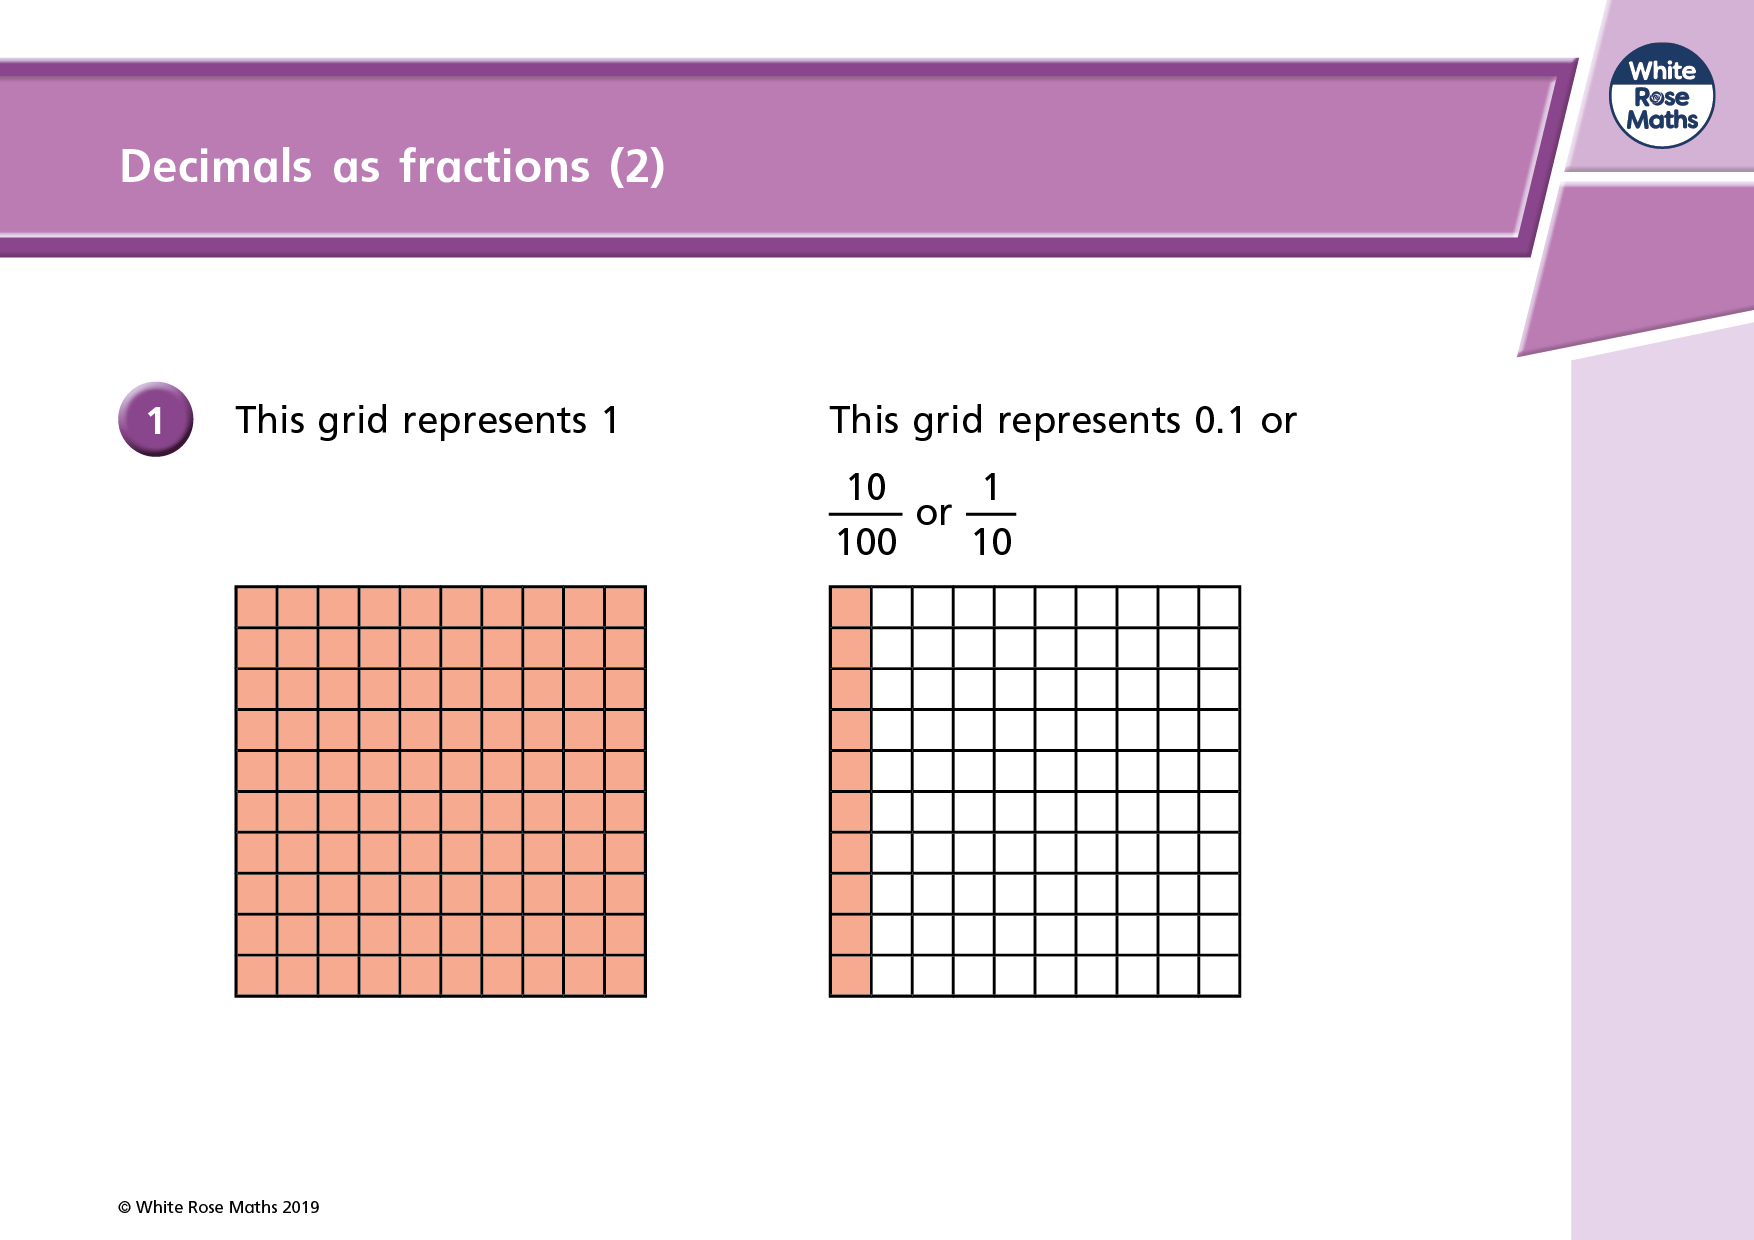 Decimals as fractions (2)
White
Rose
Maths
1
This grid represents 1
This grid represents 0.1 or
10/100 or 1/10
© White Rose Maths 2019